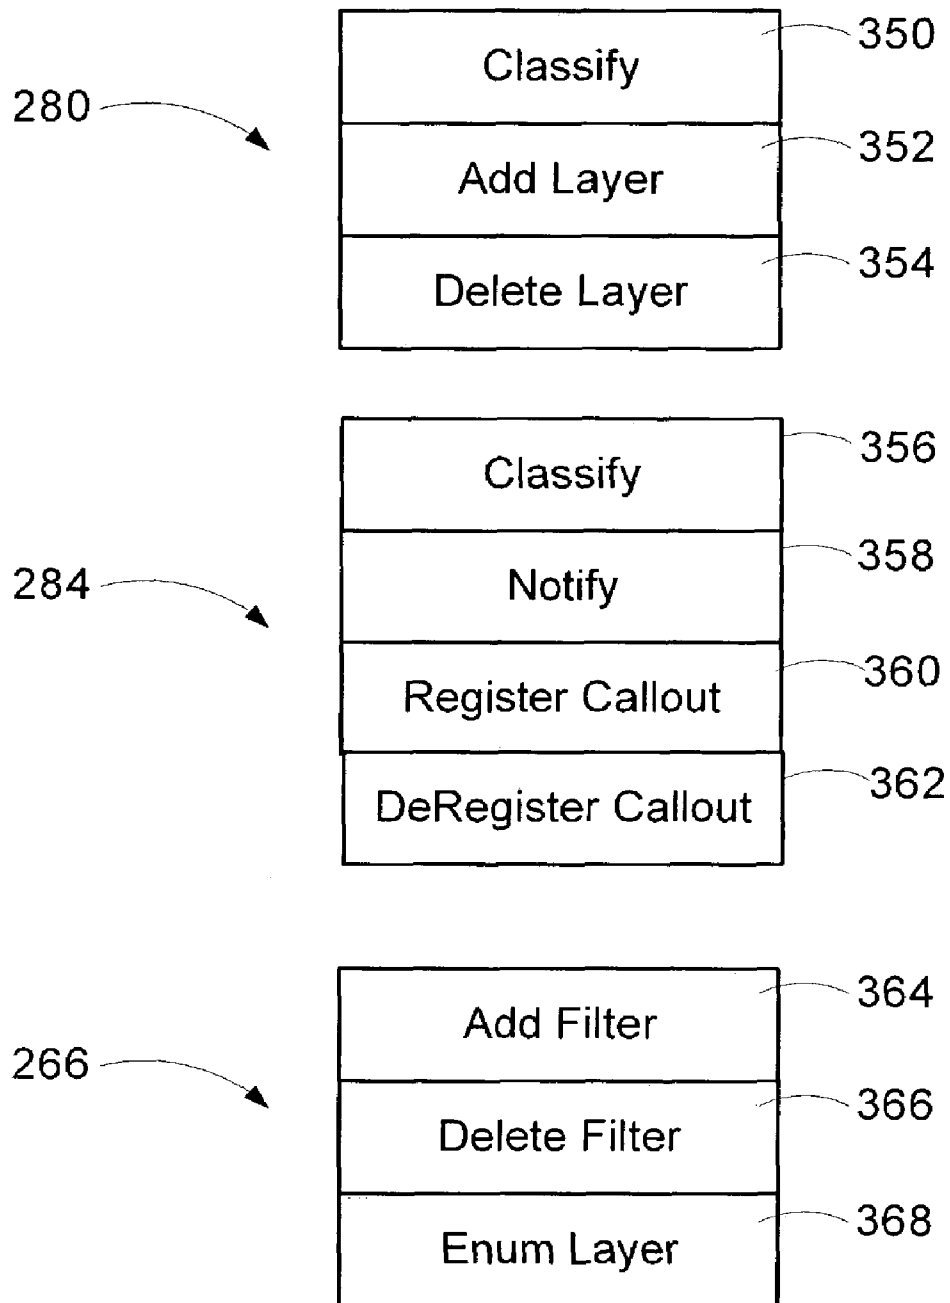 Classify 350
280
Add Layer 352
Delete Layer 354
Classify 356
Notify 358
284
Register Callout 360
DeRegister Callout 362
Add Filter 364
266
Delete Filter 366
Enum Layer 368